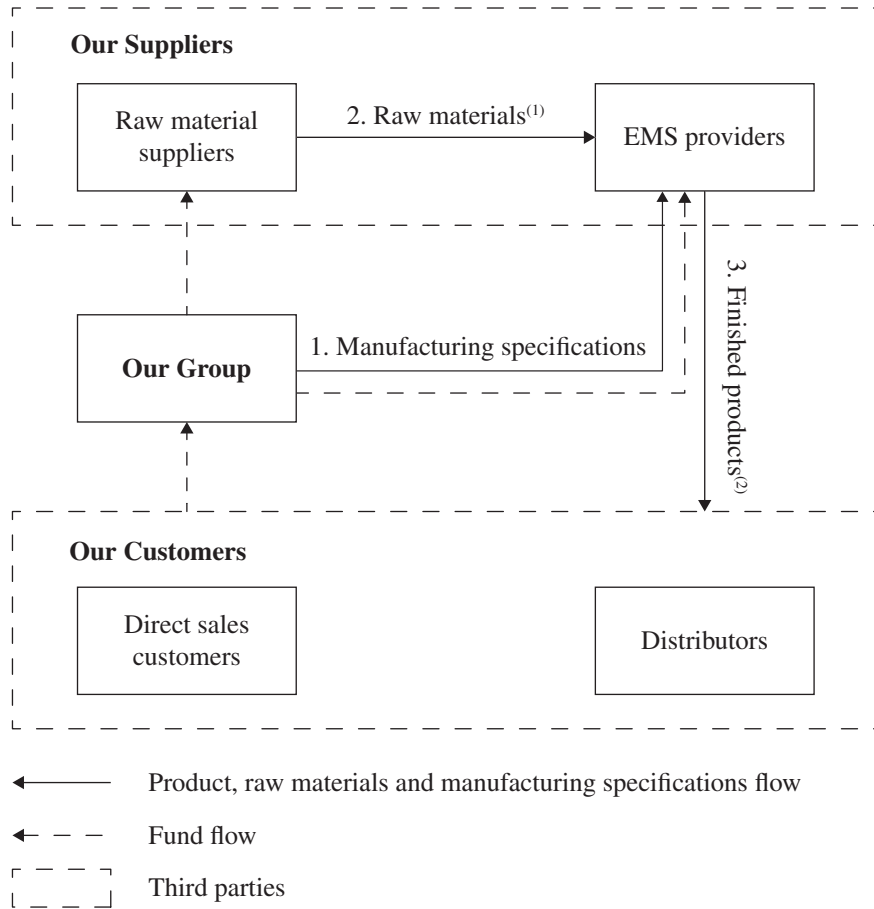 Our Suppliers
Raw material
suppliers
2. Raw materials(1)
EMS providers
Our Group
1. Manufacturing specifications
3. Finished products(2)
Our Customers
Direct sales
customers
Distributors
Product, raw materials and manufacturing specifications flow
Fund flow
Third parties